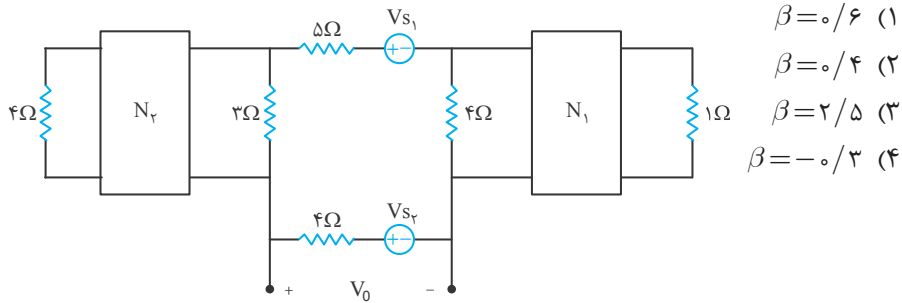 ۱) β=۰/۶
۲) β=۰/۴
۳) β=۲/۵
۴) β=-۰/۳
۵Ω
Vs۱
+-
۴Ω
N۲
۳Ω
۴Ω
N۱
۱Ω
۴Ω
Vs۲
+-
+ V0 -